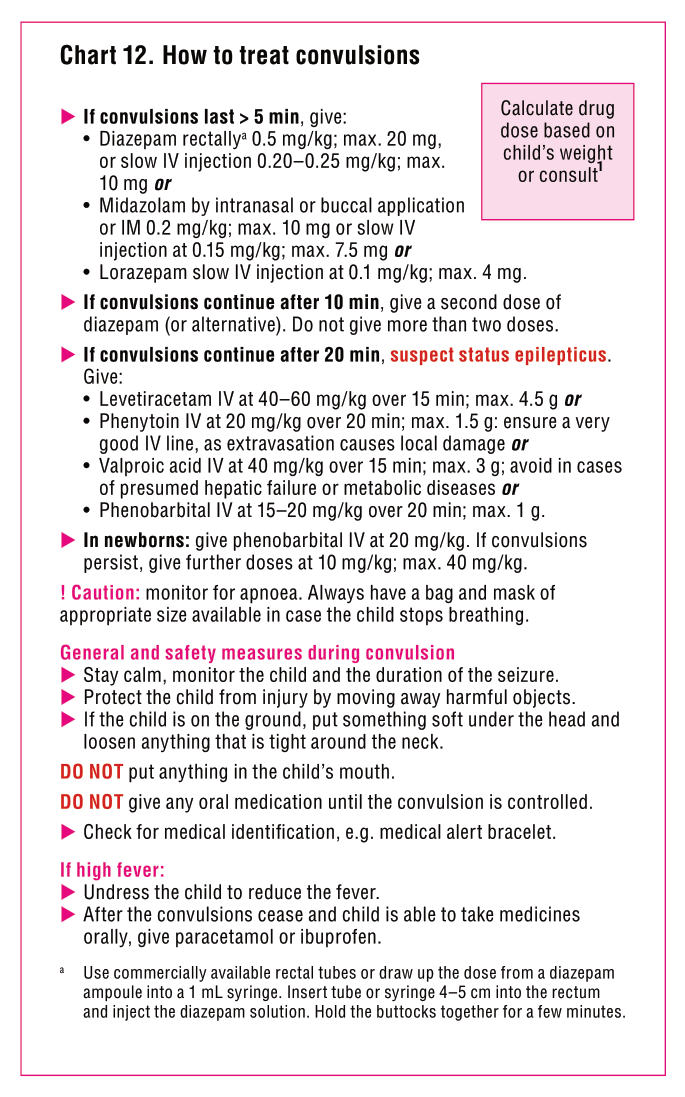 Chart 12. How to treat convulsions
Calculate drug
dose based on
child’s weight
or consult1
▶ If convulsions last > 5 min, give:
• Diazepam rectallyᵃ 0.5 mg/kg; max. 20 mg,
or slow IV injection 0.20–0.25 mg/kg; max.
10 mg or
• Midazolam by intranasal or buccal application
or IM 0.2 mg/kg; max. 10 mg or slow IV
injection at 0.15 mg/kg; max. 7.5 mg or
• Lorazepam slow IV injection at 0.1 mg/kg; max. 4 mg.
▶ If convulsions continue after 10 min, give a second dose of
diazepam (or alternative). Do not give more than two doses.
▶ If convulsions continue after 20 min, suspect status epilepticus.
Give:
• Levetiracetam IV at 40–60 mg/kg over 15 min; max. 4.5 g or
• Phenytoin IV at 20 mg/kg over 20 min; max. 1.5 g: ensure a very
good IV line, as extravasation causes local damage or
• Valproic acid IV at 40 mg/kg over 15 min; max. 3 g; avoid in cases
of presumed hepatic failure or metabolic diseases or
• Phenobarbital IV at 15–20 mg/kg over 20 min; max. 1 g.
▶ In newborns: give phenobarbital IV at 20 mg/kg. If convulsions
persist, give further doses at 10 mg/kg; max. 40 mg/kg.
! Caution: monitor for apnoea. Always have a bag and mask of
appropriate size available in case the child stops breathing.
General and safety measures during convulsion
▶ Stay calm, monitor the child and the duration of the seizure.
▶ Protect the child from injury by moving away harmful objects.
▶ If the child is on the ground, put something soft under the head and
loosen anything that is tight around the neck.
DO NOT put anything in the child’s mouth.
DO NOT give any oral medication until the convulsion is controlled.
▶ Check for medical identification, e.g. medical alert bracelet.
If high fever:
▶ Undress the child to reduce the fever.
▶ After the convulsions cease and child is able to take medicines
orally, give paracetamol or ibuprofen.
ᵃ Use commercially available rectal tubes or draw up the dose from a diazepam
ampoule into a 1 mL syringe. Insert tube or syringe 4–5 cm into the rectum
and inject the diazepam solution. Hold the buttocks together for a few minutes.